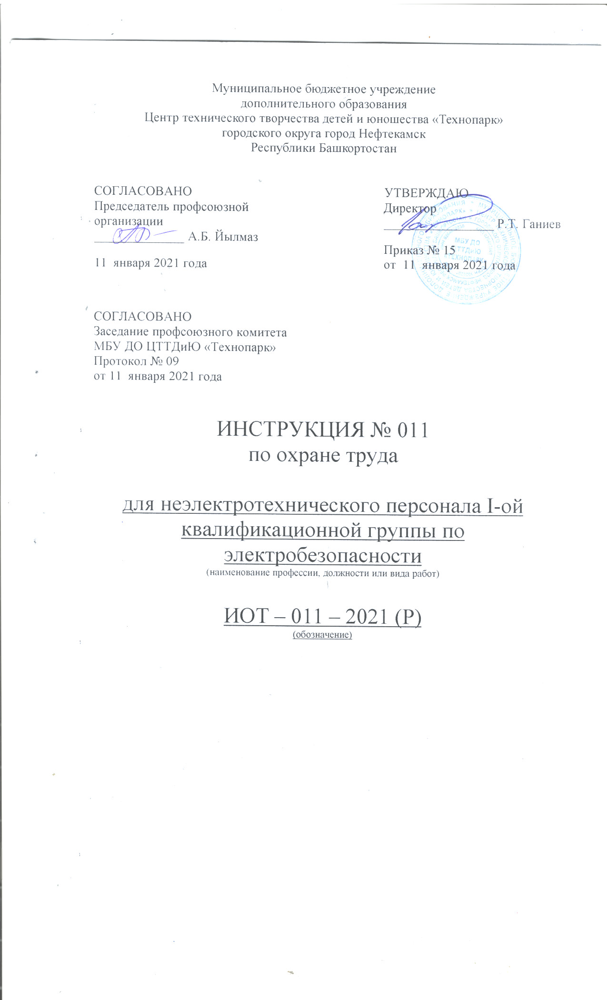 Муниципальное бюджетное учреждение
дополнительного образования
Центр технического творчества детей и юношества «Технопарк»
городского округа город Нефтекамск
Республики Башкортостан
СОГЛАСОВАНО
Председатель профсоюзной
организации
______________ А.Б. Йылмаз
11 января 2021 года
УТВЕРЖДАЮ
Директор
_________________ Р.Т. Ганиев
Приказ № 15
от 11 января 2021 года
МБУ ДО
ЦТТДиЮ
«ТЕХНОПАРК»
СОГЛАСОВАНО
Заседание профсоюзного комитета
МБУ ДО ЦТТДиЮ «Технопарк»
Протокол № 09
от 11 января 2021 года
ИНСТРУКЦИЯ № 011
по охране труда
для неэлектротехнического персонала I-ой
квалификационной группы по
электробезопасности
(наименование профессии, должности или вида работ)
ИОТ – 011 – 2021 (Р)
(обозначение)